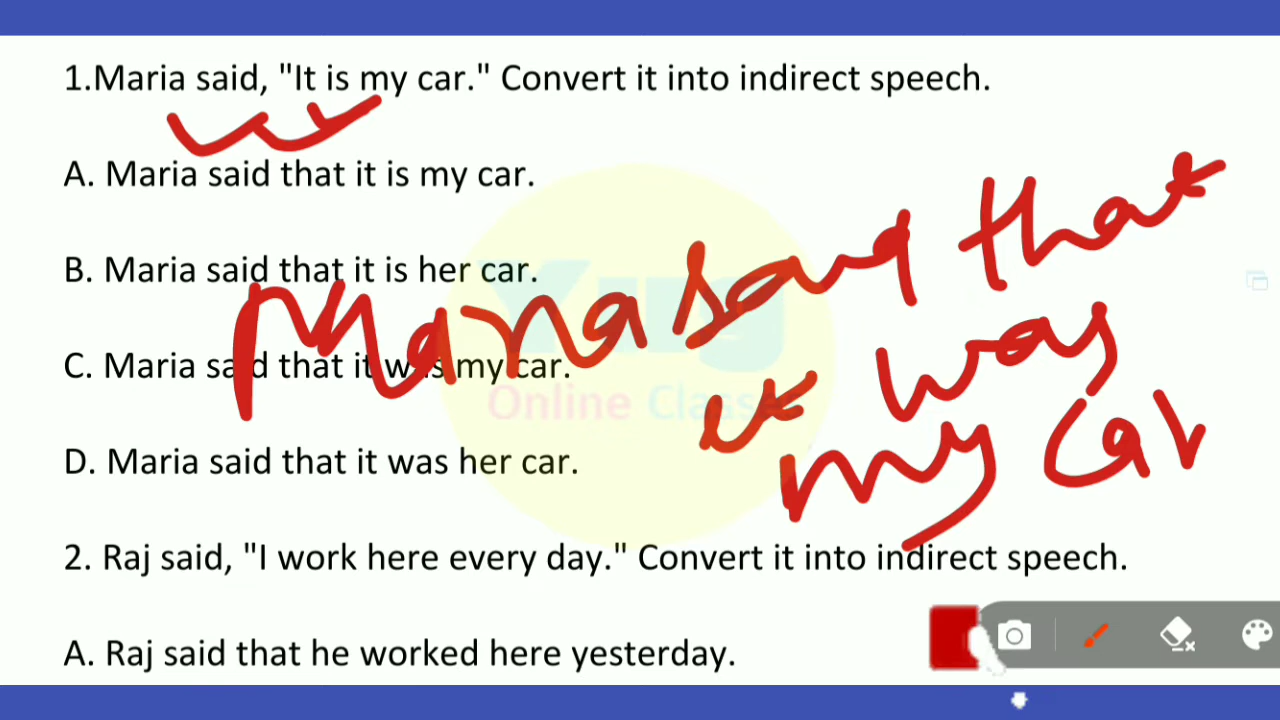 1.Maria said, "It is my car." Convert it into indirect speech.
A. Maria said that it is my car.
B. Maria said that it is her car.
C. Maria said that it was my car.
D. Maria said that it was her car.
Maria said that
it was
my car
2. Raj said, "I work here every day." Convert it into indirect speech.
A. Raj said that he worked here yesterday.
Yug
Online Classes